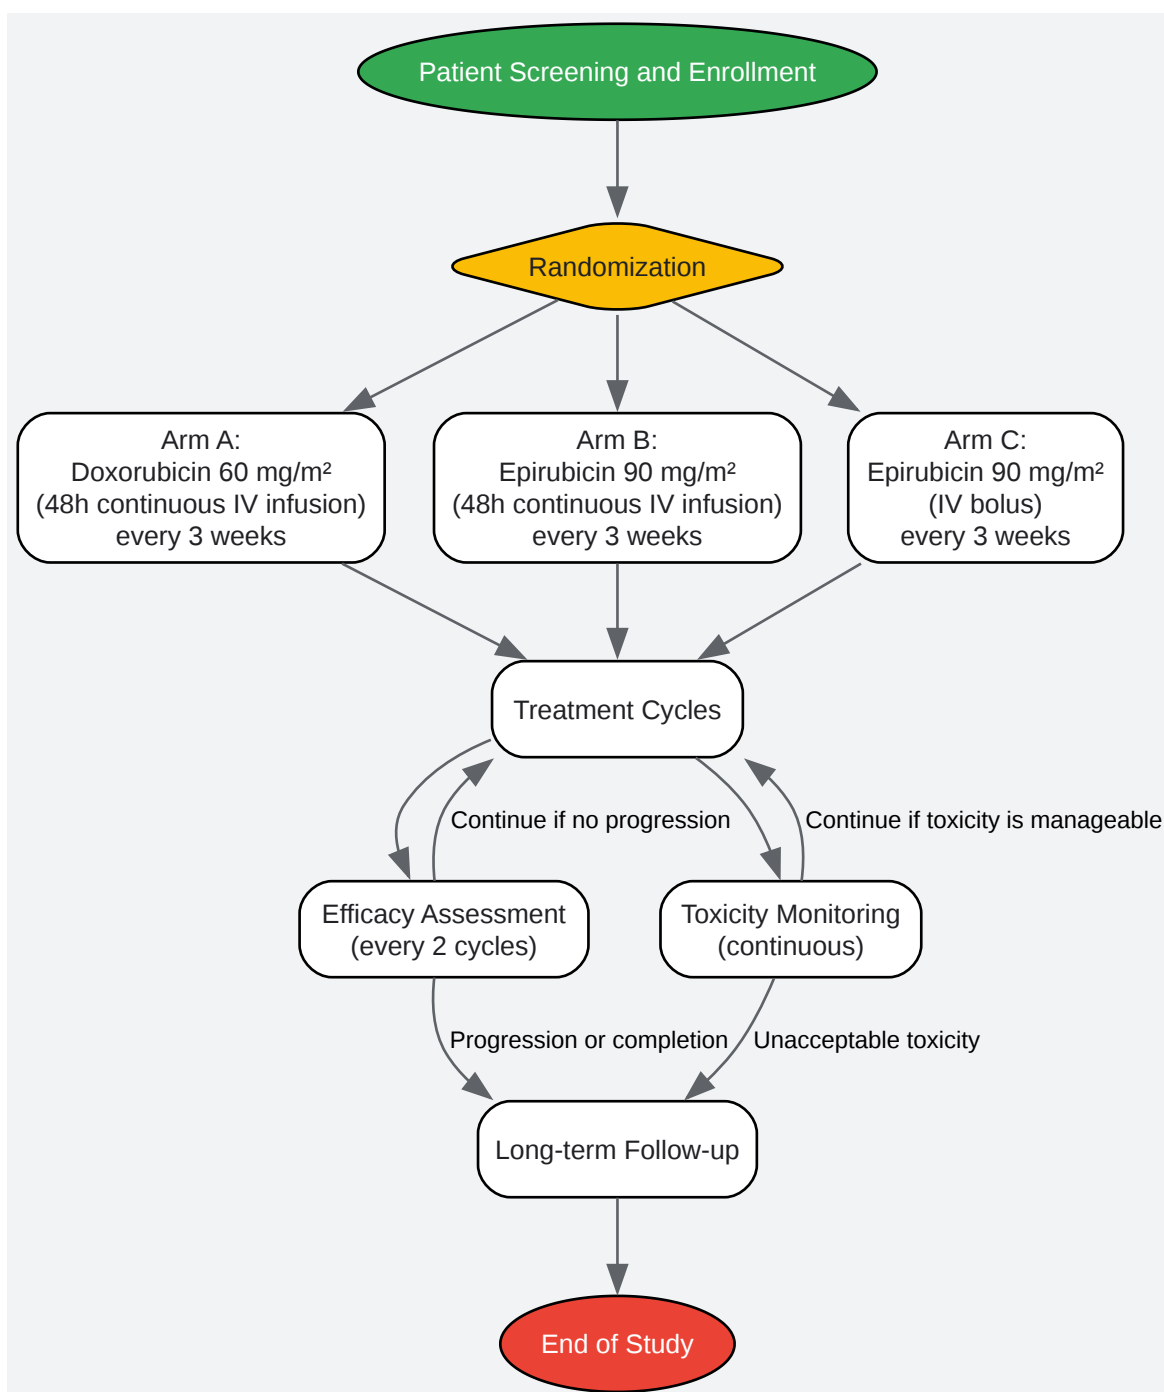 Patient Screening and Enrollment
Randomization
Arm A:
Doxorubicin 60 mg/m²
(48h continuous IV infusion)
every 3 weeks
Arm B:
Epirubicin 90 mg/m²
(48h continuous IV infusion)
every 3 weeks
Arm C:
Epirubicin 90 mg/m²
(IV bolus)
every 3 weeks
Treatment Cycles
Continue if no progression
Continue if toxicity is manageable
Efficacy Assessment
(every 2 cycles)
Toxicity Monitoring
(continuous)
Progression or completion
Unacceptable toxicity
Long-term Follow-up
End of Study